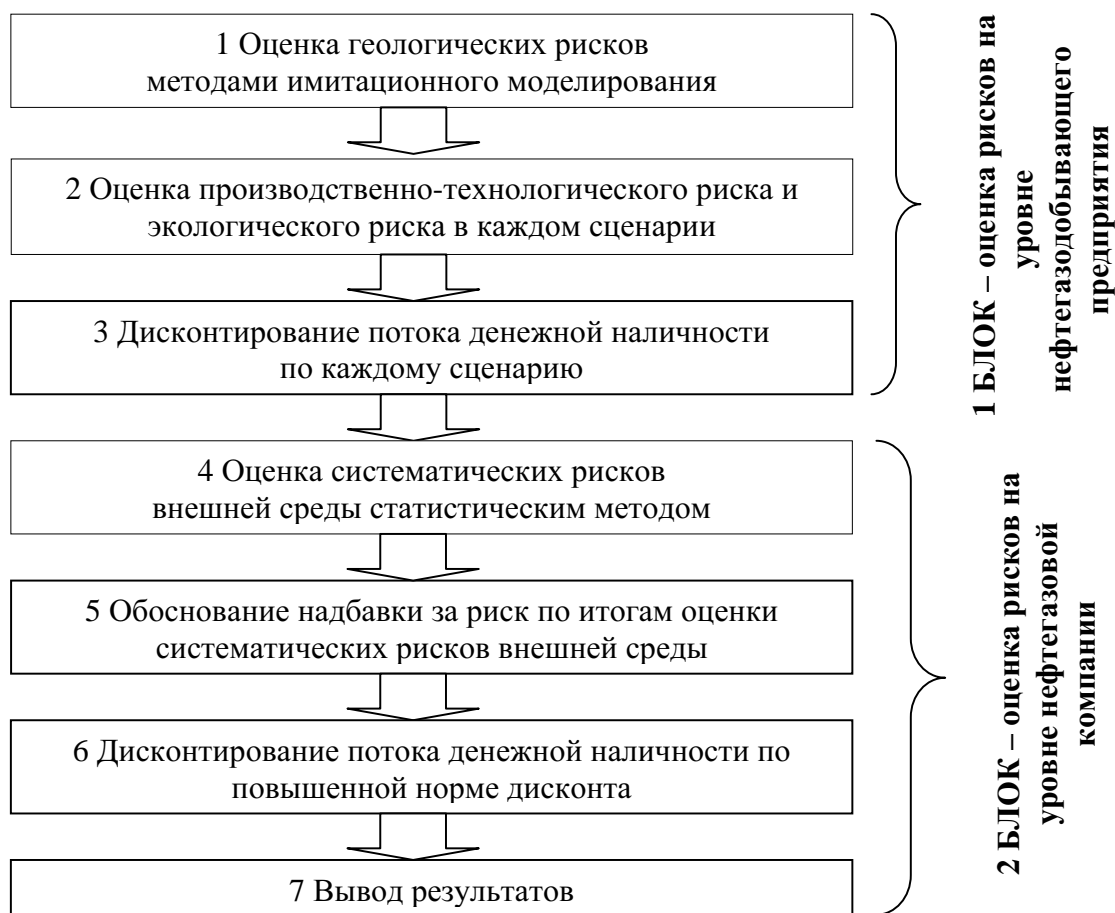 1 Оценка геологических рисков
методами имитационного моделирования
2 Оценка производственно-технологического риска и
экологического риска в каждом сценарии
3 Дисконтирование потока денежной наличности
по каждому сценарию
1 БЛОК – оценка рисков на
уровне
нефтегазодобывающего
предприятия
4 Оценка систематических рисков
внешней среды статистическим методом
5 Обоснование надбавки за риск по итогам оценки
систематических рисков внешней среды
6 Дисконтирование потока денежной наличности по
повышенной норме дисконта
7 Вывод результатов
2 БЛОК – оценка рисков на
уровне нефтегазовой
компании